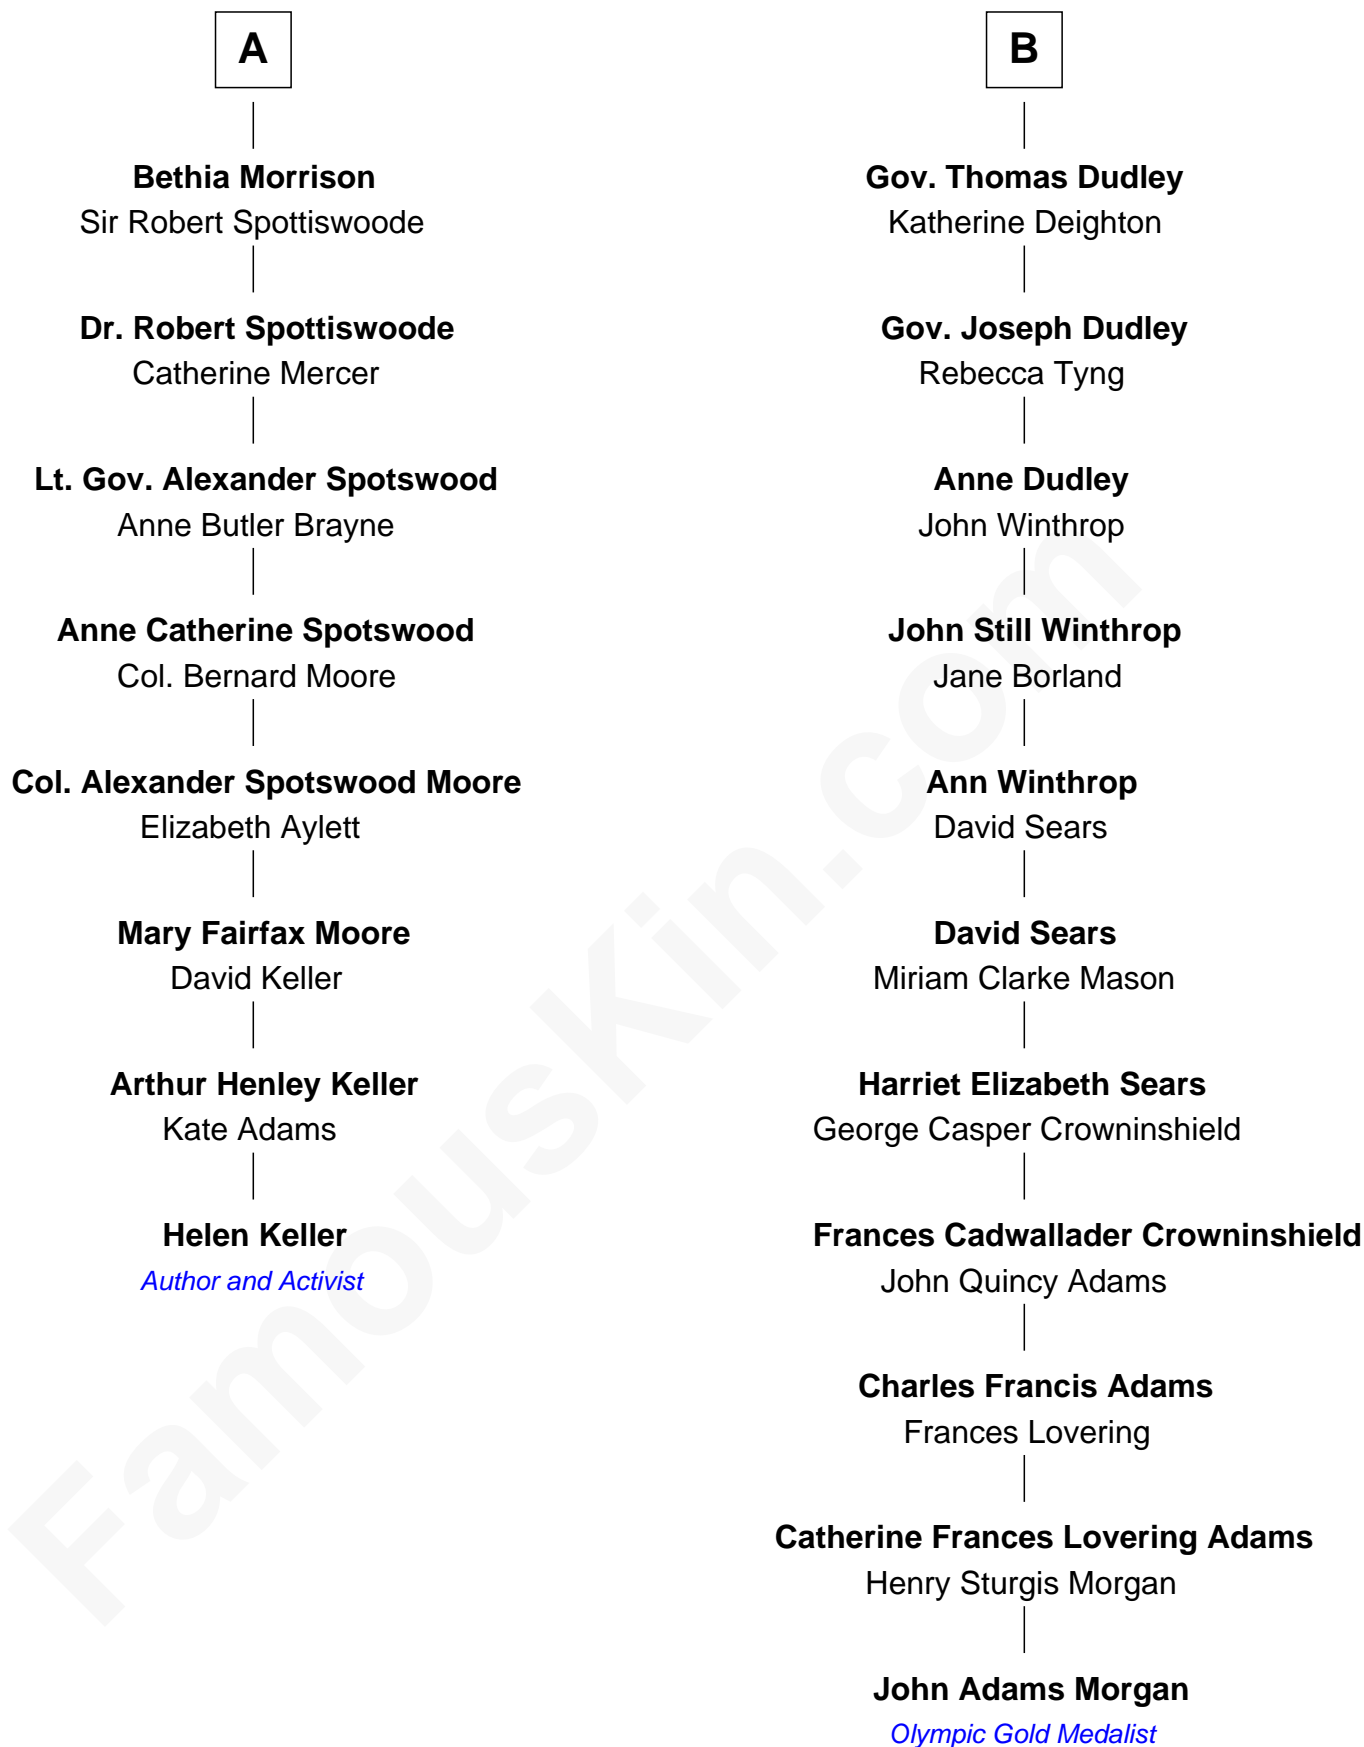 A
Bethia Morrison
Sir Robert Spottiswoode
Dr. Robert Spottiswoode
Catherine Mercer
Lt. Gov. Alexander Spotswood
Anne Butler Brayne
Anne Catherine Spotswood
Col. Bernard Moore
Col. Alexander Spotswood Moore
Elizabeth Aylett
Mary Fairfax Moore
David Keller
Arthur Henley Keller
Kate Adams
Helen Keller
Author and Activist
B
Gov. Thomas Dudley
Katherine Deighton
Gov. Joseph Dudley
Rebecca Tyng
Anne Dudley
John Winthrop
John Still Winthrop
Jane Borland
Ann Winthrop
David Sears
David Sears
Miriam Clarke Mason
Harriet Elizabeth Sears
George Casper Crowninshield
Frances Cadwallader Crowninshield
John Quincy Adams
Charles Francis Adams
Frances Lovering
Catherine Frances Lovering Adams
Henry Sturgis Morgan
John Adams Morgan
Olympic Gold Medalist
FamousKin.com